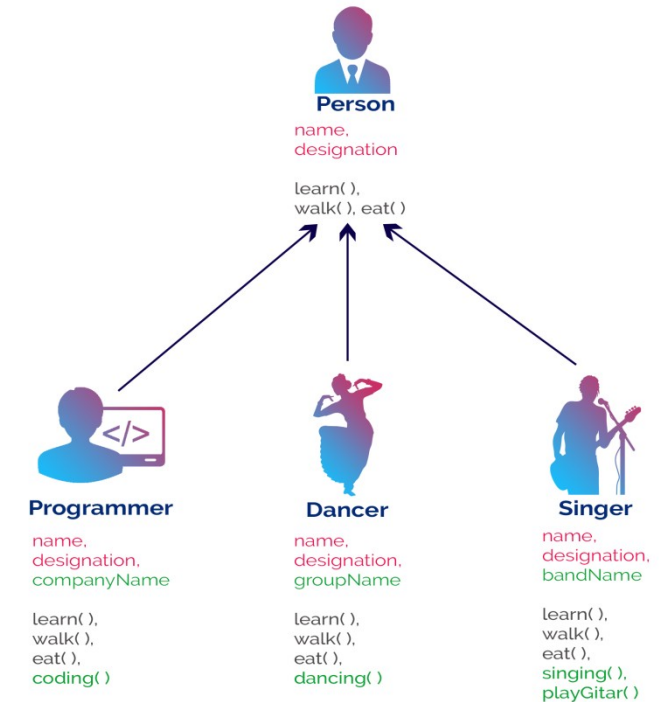 Person
name,
designation
learn( ),
walk( ), eat( )
</>
Programmer
name,
designation,
companyName
learn( ),
walk( ),
eat( ),
coding( )
Dancer
name,
designation,
groupName
learn( ),
walk( ),
eat( ),
dancing( )
Singer
name,
designation,
bandName
learn( ),
walk( ),
eat( ),
singing( ),
playGitar( )